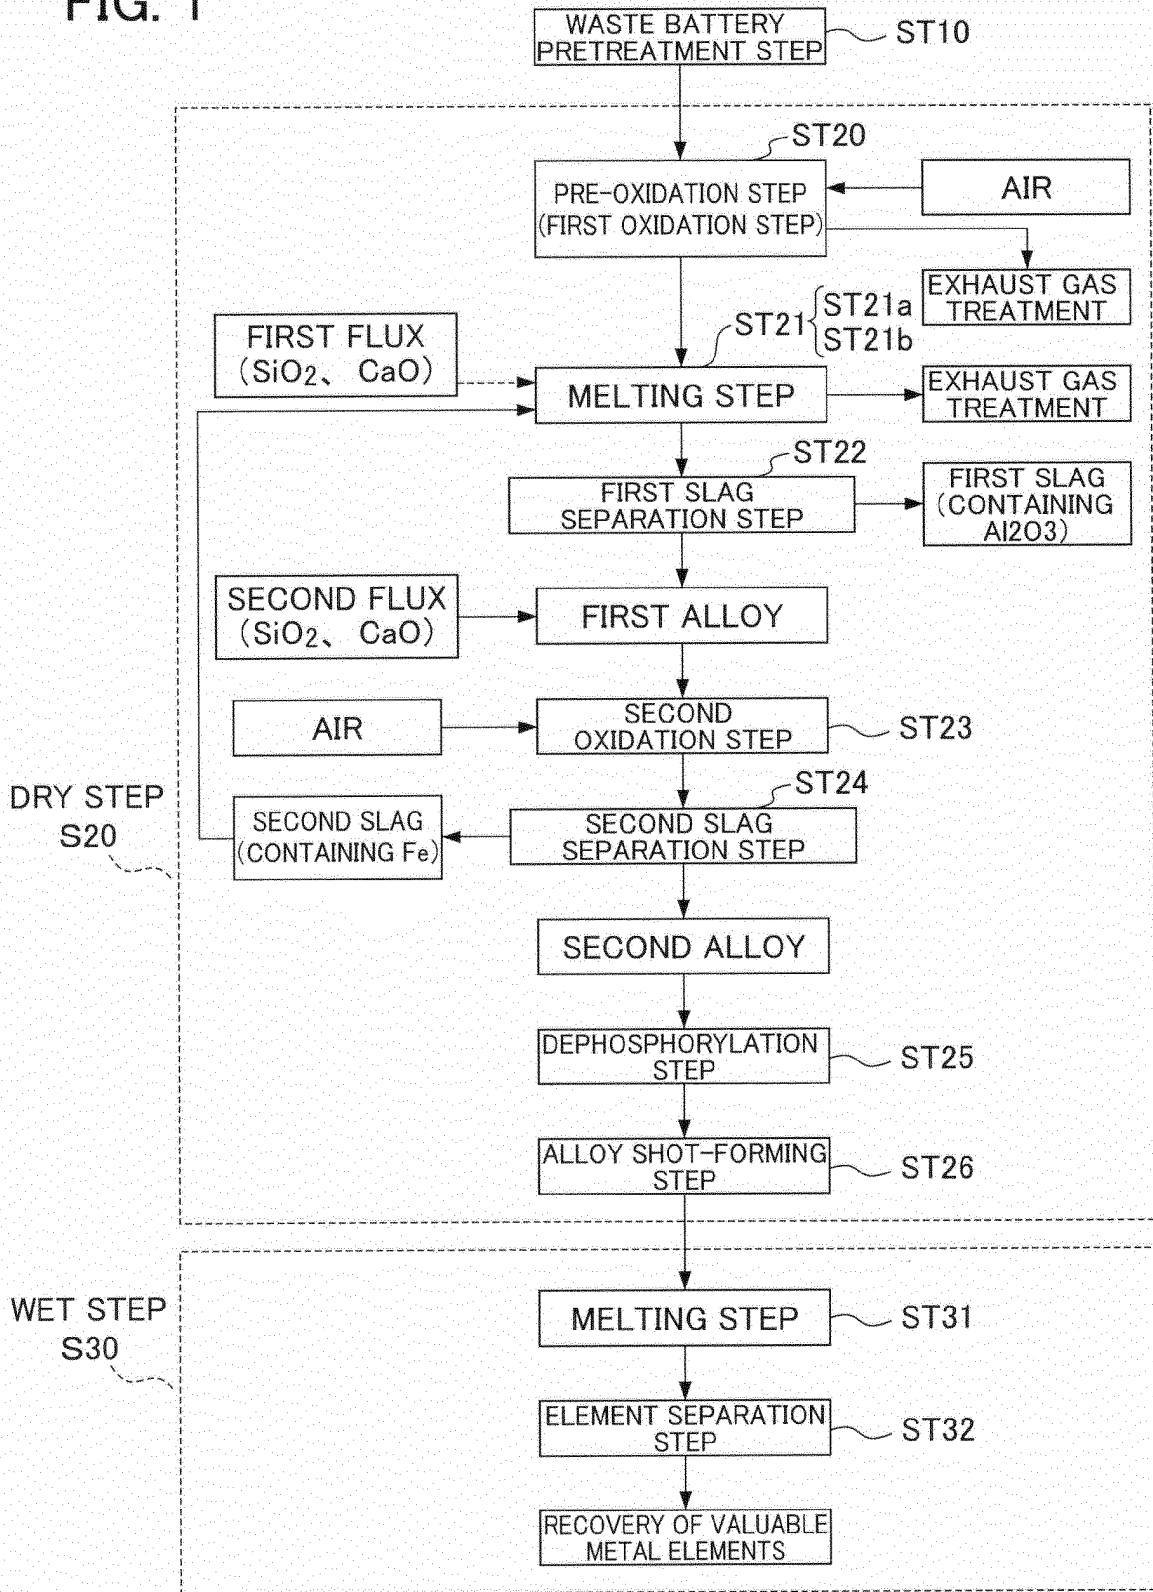 FIG. 1
WASTE BATTERY
PRETREATMENT STEP
ST10
ST20
PRE-OXIDATION STEP
(FIRST OXIDATION STEP)
AIR
EXHAUST GAS
TREATMENT
ST21
ST21a
ST21b
FIRST FLUX
(SiO2、 CaO)
MELTING STEP
EXHAUST GAS
TREATMENT
ST22
FIRST SLAG
SEPARATION STEP
FIRST SLAG
(CONTAINING
Al2O3)
SECOND FLUX
(SiO2、 CaO)
FIRST ALLOY
AIR
SECOND
OXIDATION STEP
ST23
ST24
DRY STEP
S20
SECOND SLAG
(CONTAINING Fe)
SECOND SLAG
SEPARATION STEP
SECOND ALLOY
DEPHOSPHORYLATION
STEP
ST25
ALLOY SHOT-FORMING
STEP
ST26
WET STEP
S30
MELTING STEP
ST31
ELEMENT SEPARATION
STEP
ST32
RECOVERY OF VALUABLE
METAL ELEMENTS